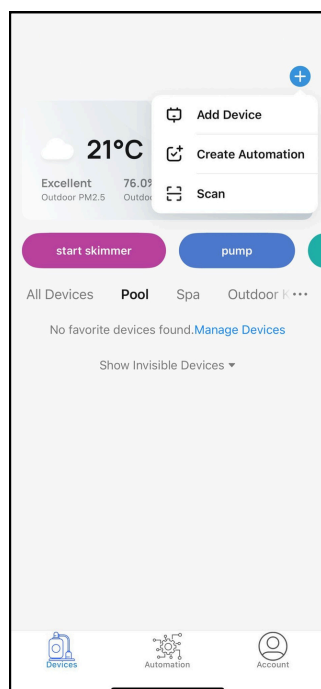 Add Device
21°C
Create Automation
Excellent 76.0%
Outdoor PM2.5
Scan
start skimmer pump
All Devices Pool Spa Outdoor
No favorite devices found.Manage Devices
Show Invisible Devices
Devices Automation Account